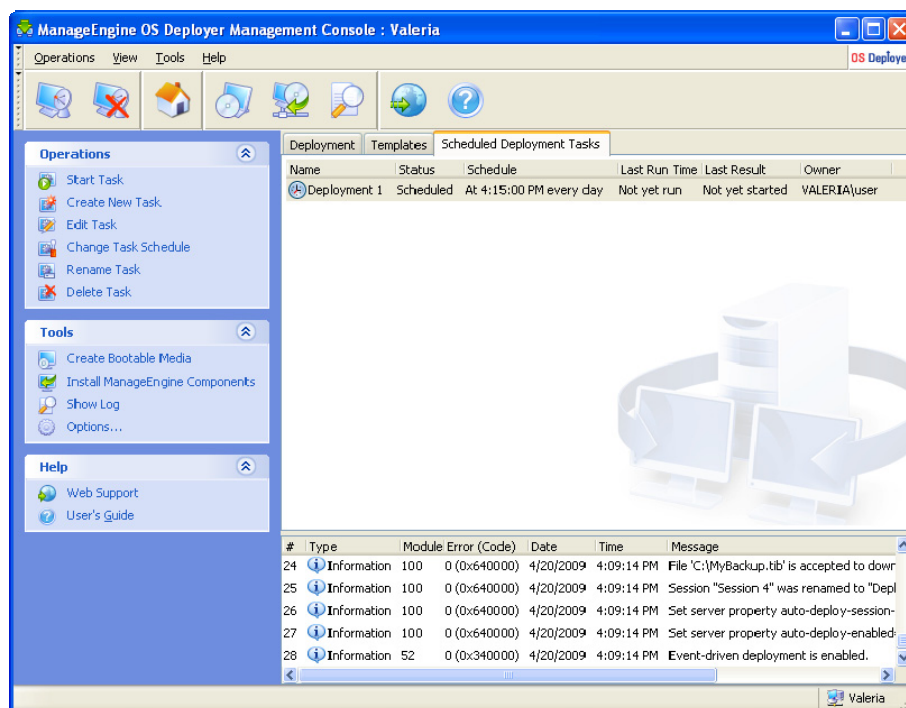 ManageEngine OS Deployer Management Console : Valeria
Operations View Tools Help
OS Deploye
Deployment Templates Scheduled Deployment Tasks
Operations
Start Task
Create New Task
Edit Task
Change Task Schedule
Rename Task
Delete Task
Tools
Create Bootable Media
Install ManageEngine Components
Show Log
Options...
Help
Web Support
User's Guide
Name Status Schedule Last Run Time Last Result Owner
Deployment 1 Scheduled At 4:15:00 PM every day Not yet run Not yet started VALERIA\user
# Type Module Error (Code) Date Time Message
24 Information 100 0 (0x640000) 4/20/2009 4:09:14 PM File 'C:\MyBackup.tib' is accepted to down
25 Information 100 0 (0x640000) 4/20/2009 4:09:14 PM Session "Session 4" was renamed to "Depl
26 Information 100 0 (0x640000) 4/20/2009 4:09:14 PM Set server property auto-deploy-session-
27 Information 100 0 (0x640000) 4/20/2009 4:09:14 PM Set server property auto-deploy-enabled
28 Information 52 0 (0x340000) 4/20/2009 4:09:14 PM Event-driven deployment is enabled.
Valeria